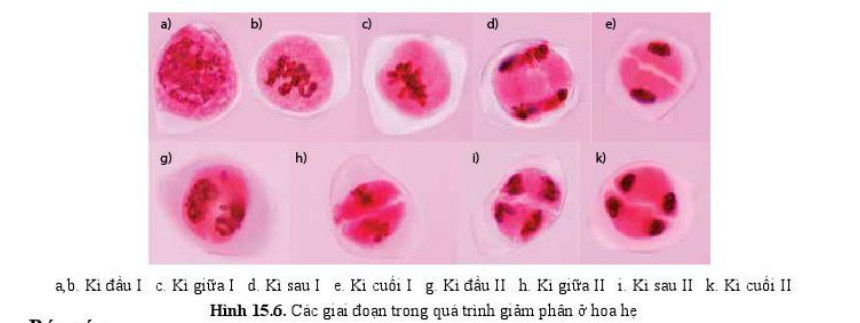 a) b) c) d) e)
g) h) i) k)
a,b. Kì đầu I c. Kì giữa I d. Kì sau I e. Kì cuối I g. Kì đầu II h. Kì giữa II i. Kì sau II k. Kì cuối II
Hình 15.6. Các giai đoạn trong quá trình giảm phân ở hoa hẹ